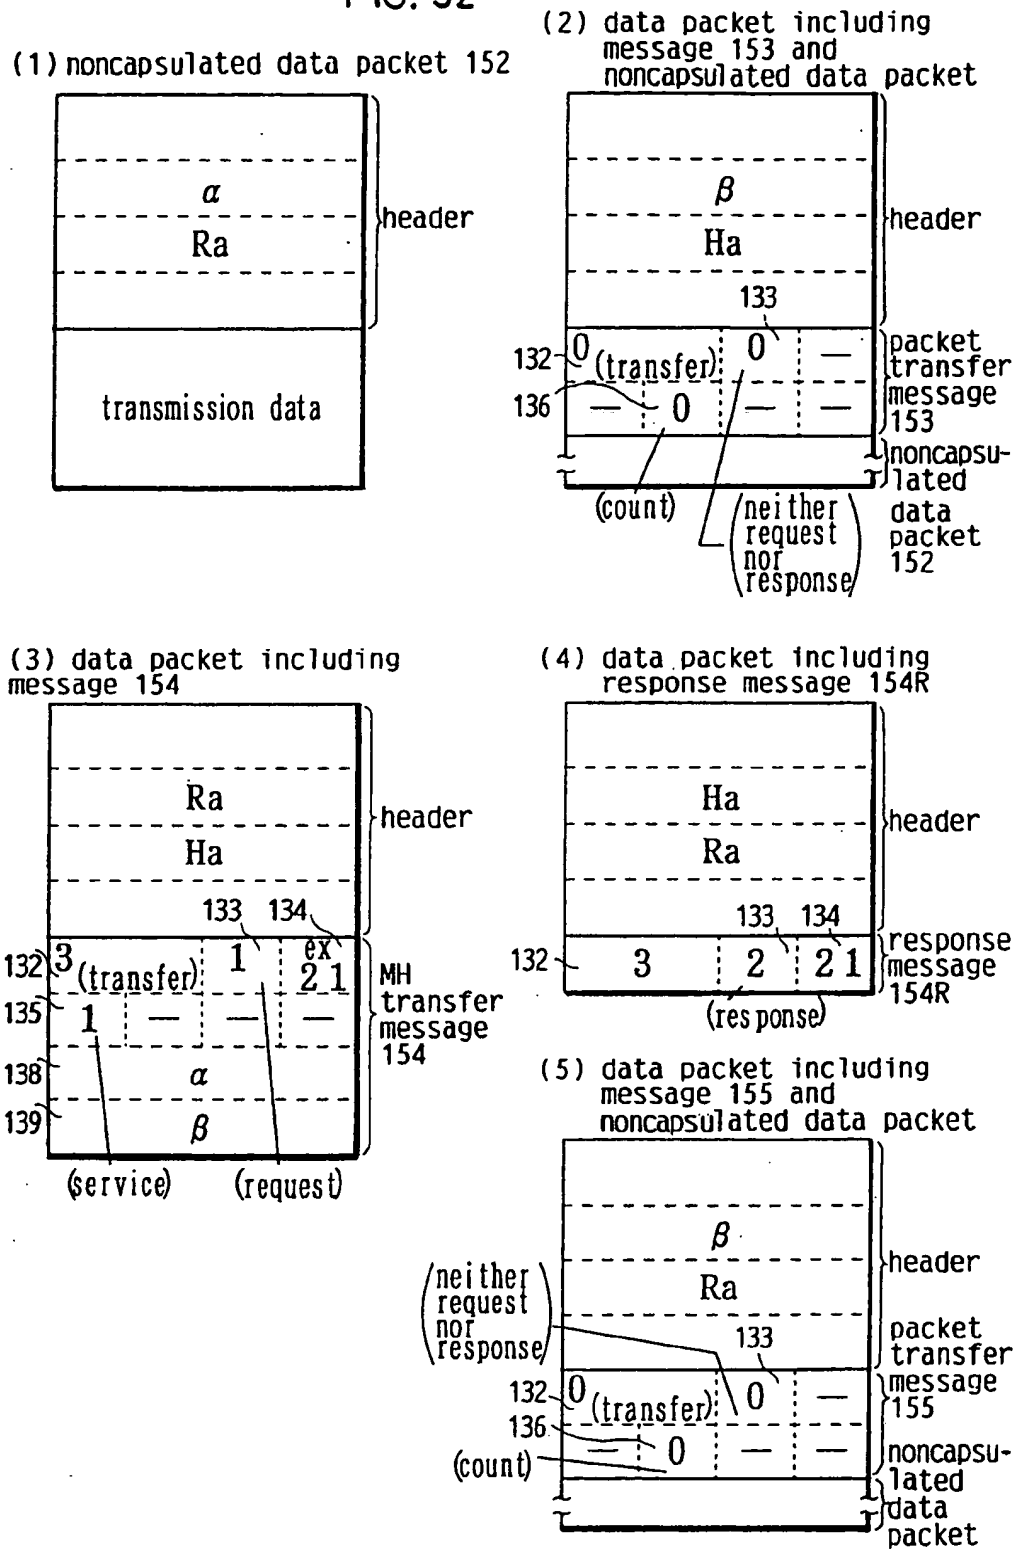 FIG. 32
(1) noncapsulated data packet 152
α
Ra
header
transmission data
(2) data packet including
message 153 and
noncapsulated data packet
β
Ha
header
133
132
0
(transfer)
0
—
136
—
0
—
—
packet
transfer
message
153
noncapsu-
lated
data
packet
152
(count)
(neither
request
nor
response)
(3) data packet including
message 154
Ra
Ha
header
133
134
132
3
(transfer)
1
ex
21
135
1
—
—
—
138
α
139
β
MH
transfer
message
154
(service)
(request)
(4) data packet including
response message 154R
Ha
Ra
header
133
134
132
3
2
21
response
message
154R
(response)
(5) data packet including
message 155 and
noncapsulated data packet
β
Ra
header
(neither
request
nor
response)
133
132
0
(transfer)
0
—
136
—
0
—
—
(count)
packet
transfer
message
155
noncapsu-
lated
data
packet